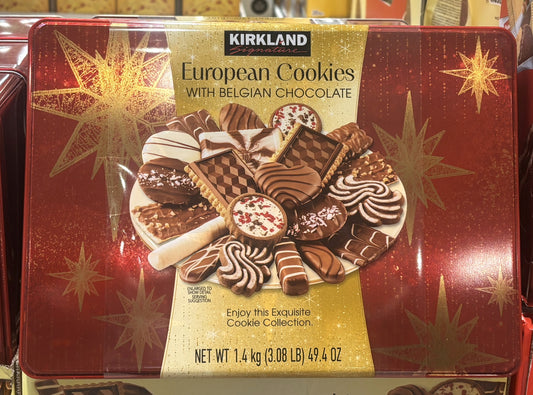 KIRKLAND
Signature
European Cookies
WITH BELGIAN CHOCOLATE
ENLARGED TO
SHOW DETAIL
SERVING
SUGGESTION
Enjoy this Exquisite
Cookie Collection.
NET WT 1.4 kg (3.08 LB) 49.4 OZ